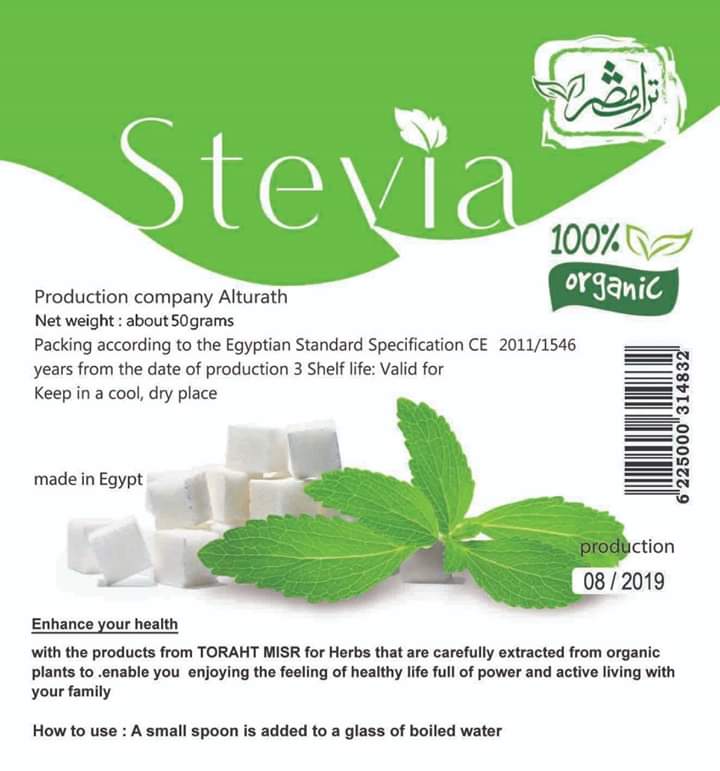 تراث مصر
Stevia
100%
organic
Production company Alturath
Net weight : about 50grams
Packing according to the Egyptian Standard Specification CE 2011/1546
years from the date of production 3 Shelf life: Valid for
Keep in a cool, dry place
6 225000 314832
made in Egypt
production
08 / 2019
Enhance your health
with the products from TORAHT MISR for Herbs that are carefully extracted from organic
plants to .enable you enjoying the feeling of healthy life full of power and active living with
your family
How to use : A small spoon is added to a glass of boiled water